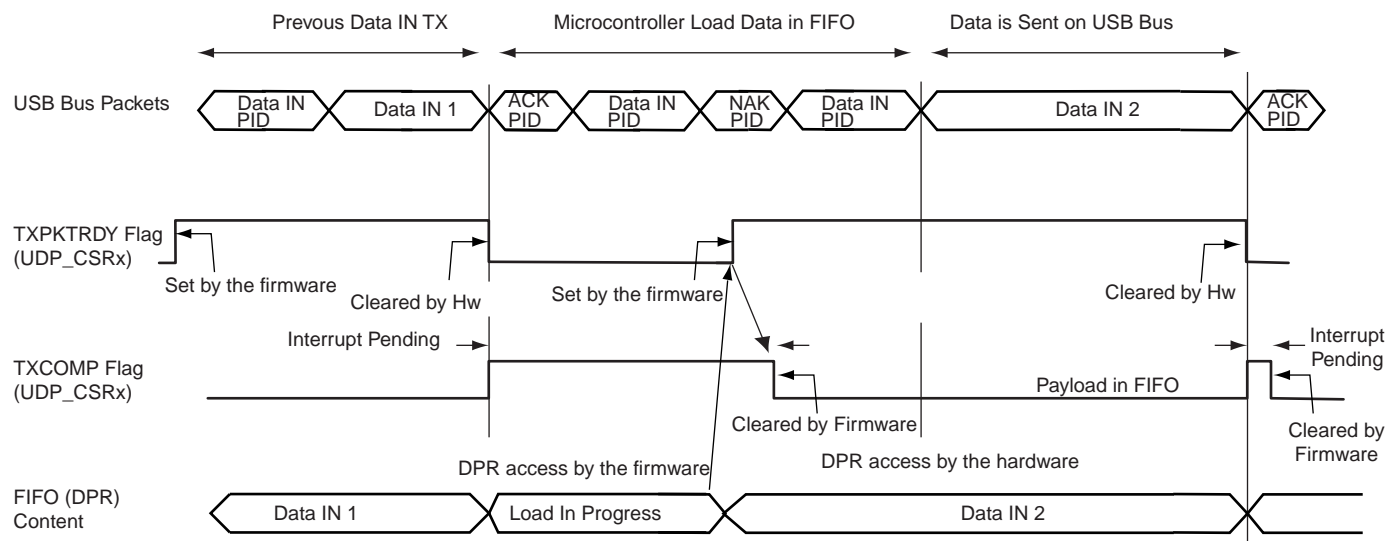 Prevous Data IN TX
Microcontroller Load Data in FIFO
Data is Sent on USB Bus
USB Bus Packets
Data IN
PID
Data IN 1
ACK
PID
Data IN
PID
NAK
PID
Data IN
PID
Data IN 2
ACK
PID
TXPKTRDY Flag
(UDP_CSRx)
Set by the firmware
Cleared by Hw
Set by the firmware
Cleared by Hw
Interrupt Pending
Interrupt
Pending
TXCOMP Flag
(UDP_CSRx)
Payload in FIFO
Cleared by Firmware
Cleared by
Firmware
DPR access by the firmware
DPR access by the hardware
FIFO (DPR)
Content
Data IN 1
Load In Progress
Data IN 2